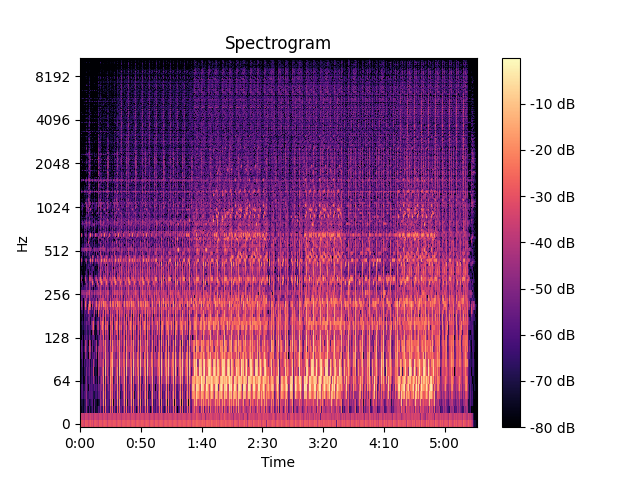 Spectrogram
Hz
8192
4096
2048
1024
512
256
128
64
0
0:00 0:50 1:40 2:30 3:20 4:10 5:00
Time
-10 dB
-20 dB
-30 dB
-40 dB
-50 dB
-60 dB
-70 dB
-80 dB